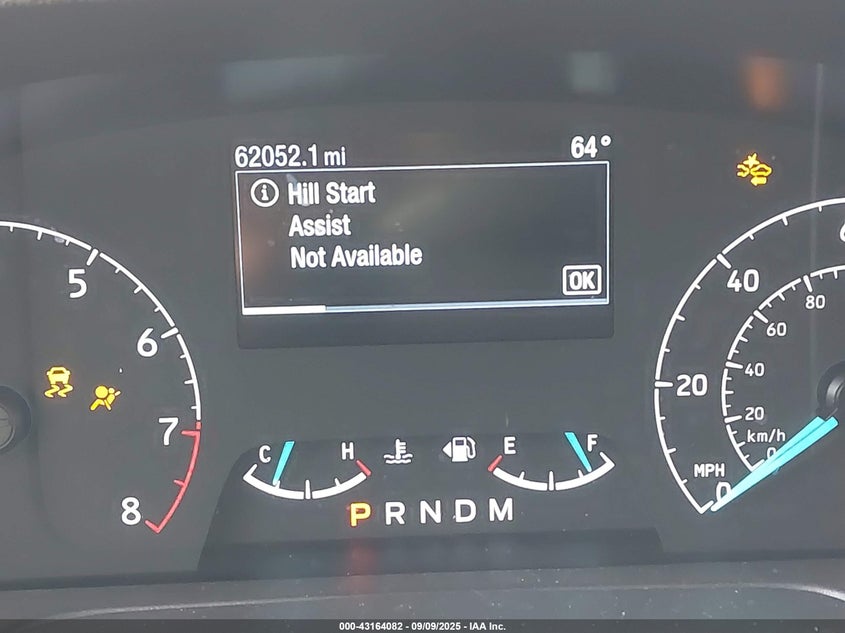 62052.1 mi 64°
Hill Start
Assist
Not Available
OK
5
6
7
8
C H
E F
P R N D M
40
20
MPH
0
80
60
40
20
km/h
0
000-43164082 - 09/09/2025 - IAA Inc.